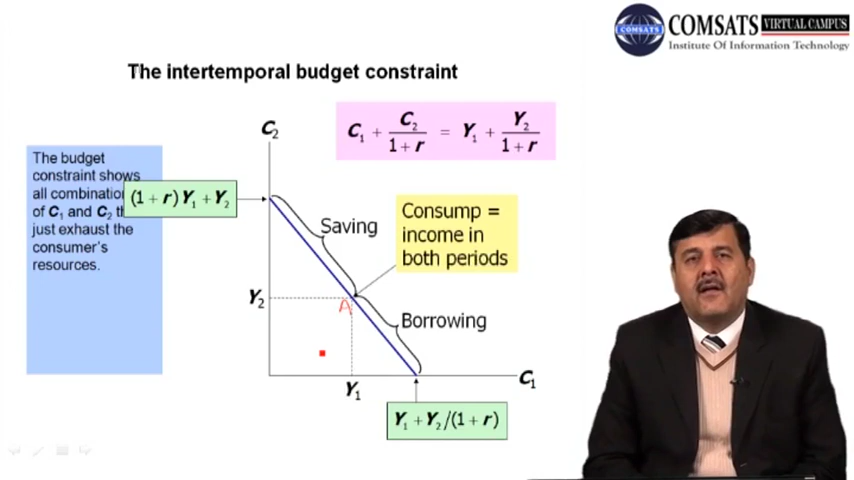 COMSATS VIRTUAL CAMPUS
COMSATS
Institute Of Information Technology
The intertemporal budget constraint
C₁ + C₂/(1 + r) = Y₁ + Y₂/(1 + r)
C₂
The budget
constraint shows
all combination
of C₁ and C₂ t
just exhaust the
consumer's
resources.
(1 + r) Y₁ + Y₂
Saving
Consump =
income in
both periods
Y₂
A
Borrowing
Y₁
C₁
Y₁ + Y₂/(1 + r)